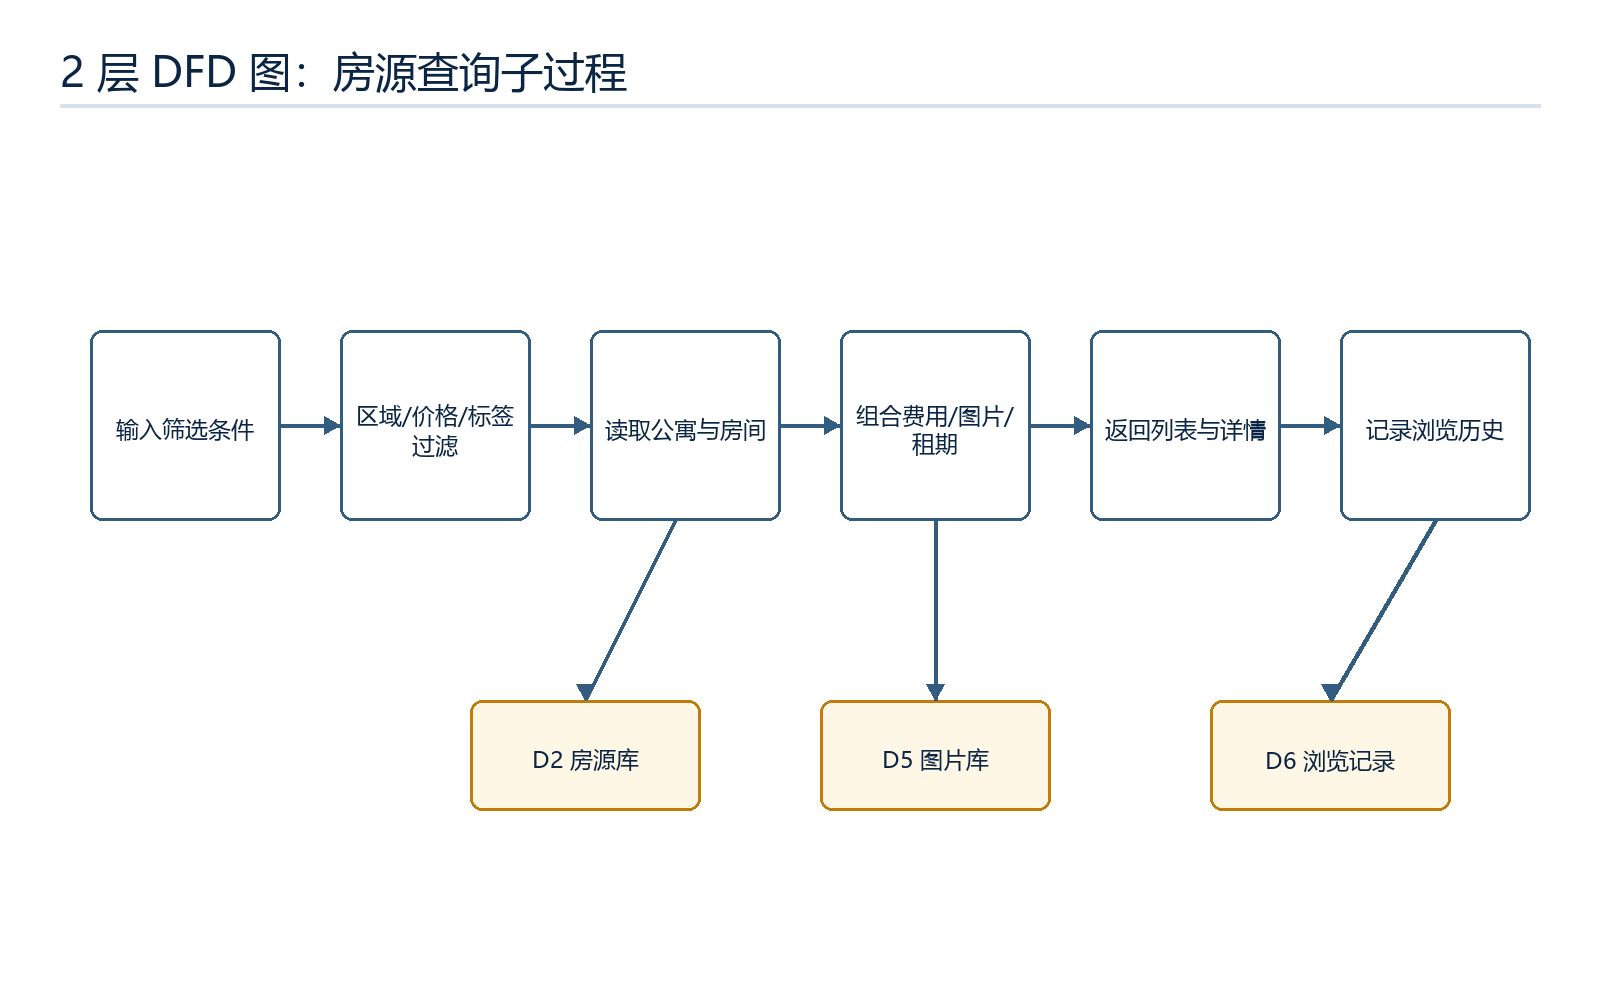 2 层 DFD 图：房源查询子过程
输入筛选条件
区域/价格/标签
过滤
读取公寓与房间
组合费用/图片/
租期
返回列表与详情
记录浏览历史
D2 房源库
D5 图片库
D6 浏览记录